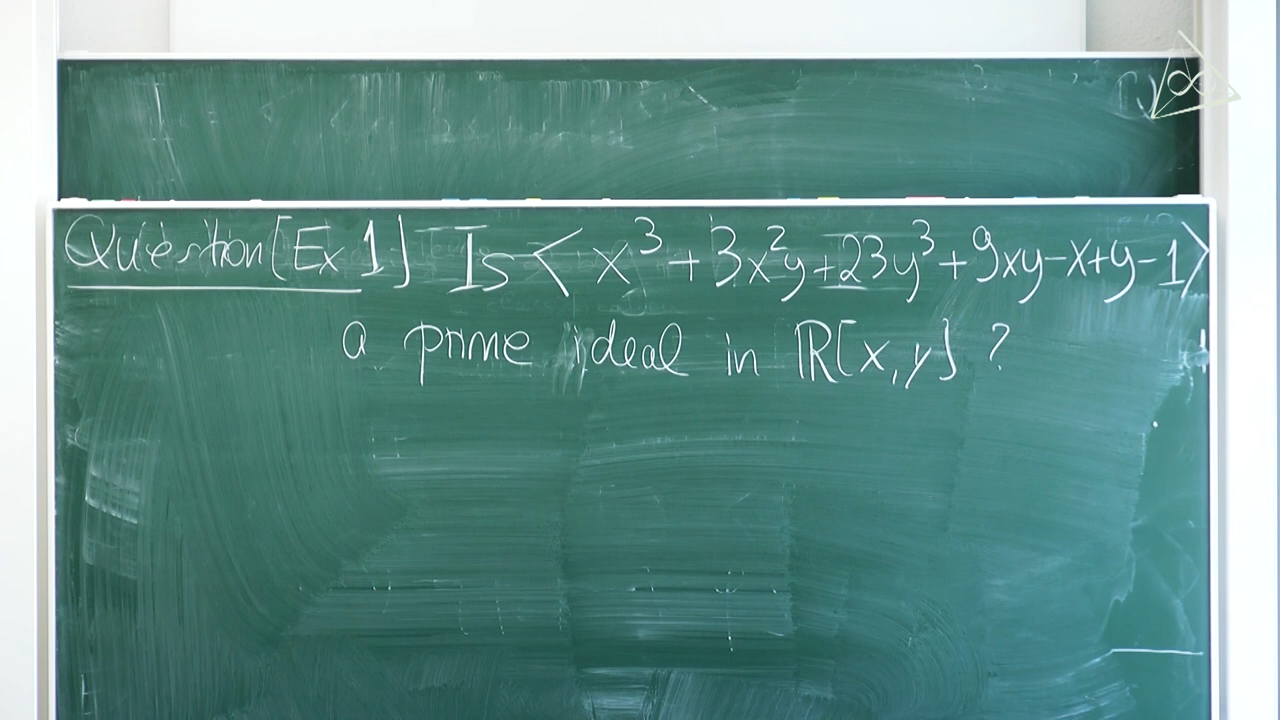 Question [Ex 1] Is < x³ + 3x²y + 23y³ + 9xy - x + y - 1 >
a prime ideal in ℝ[x,y] ?